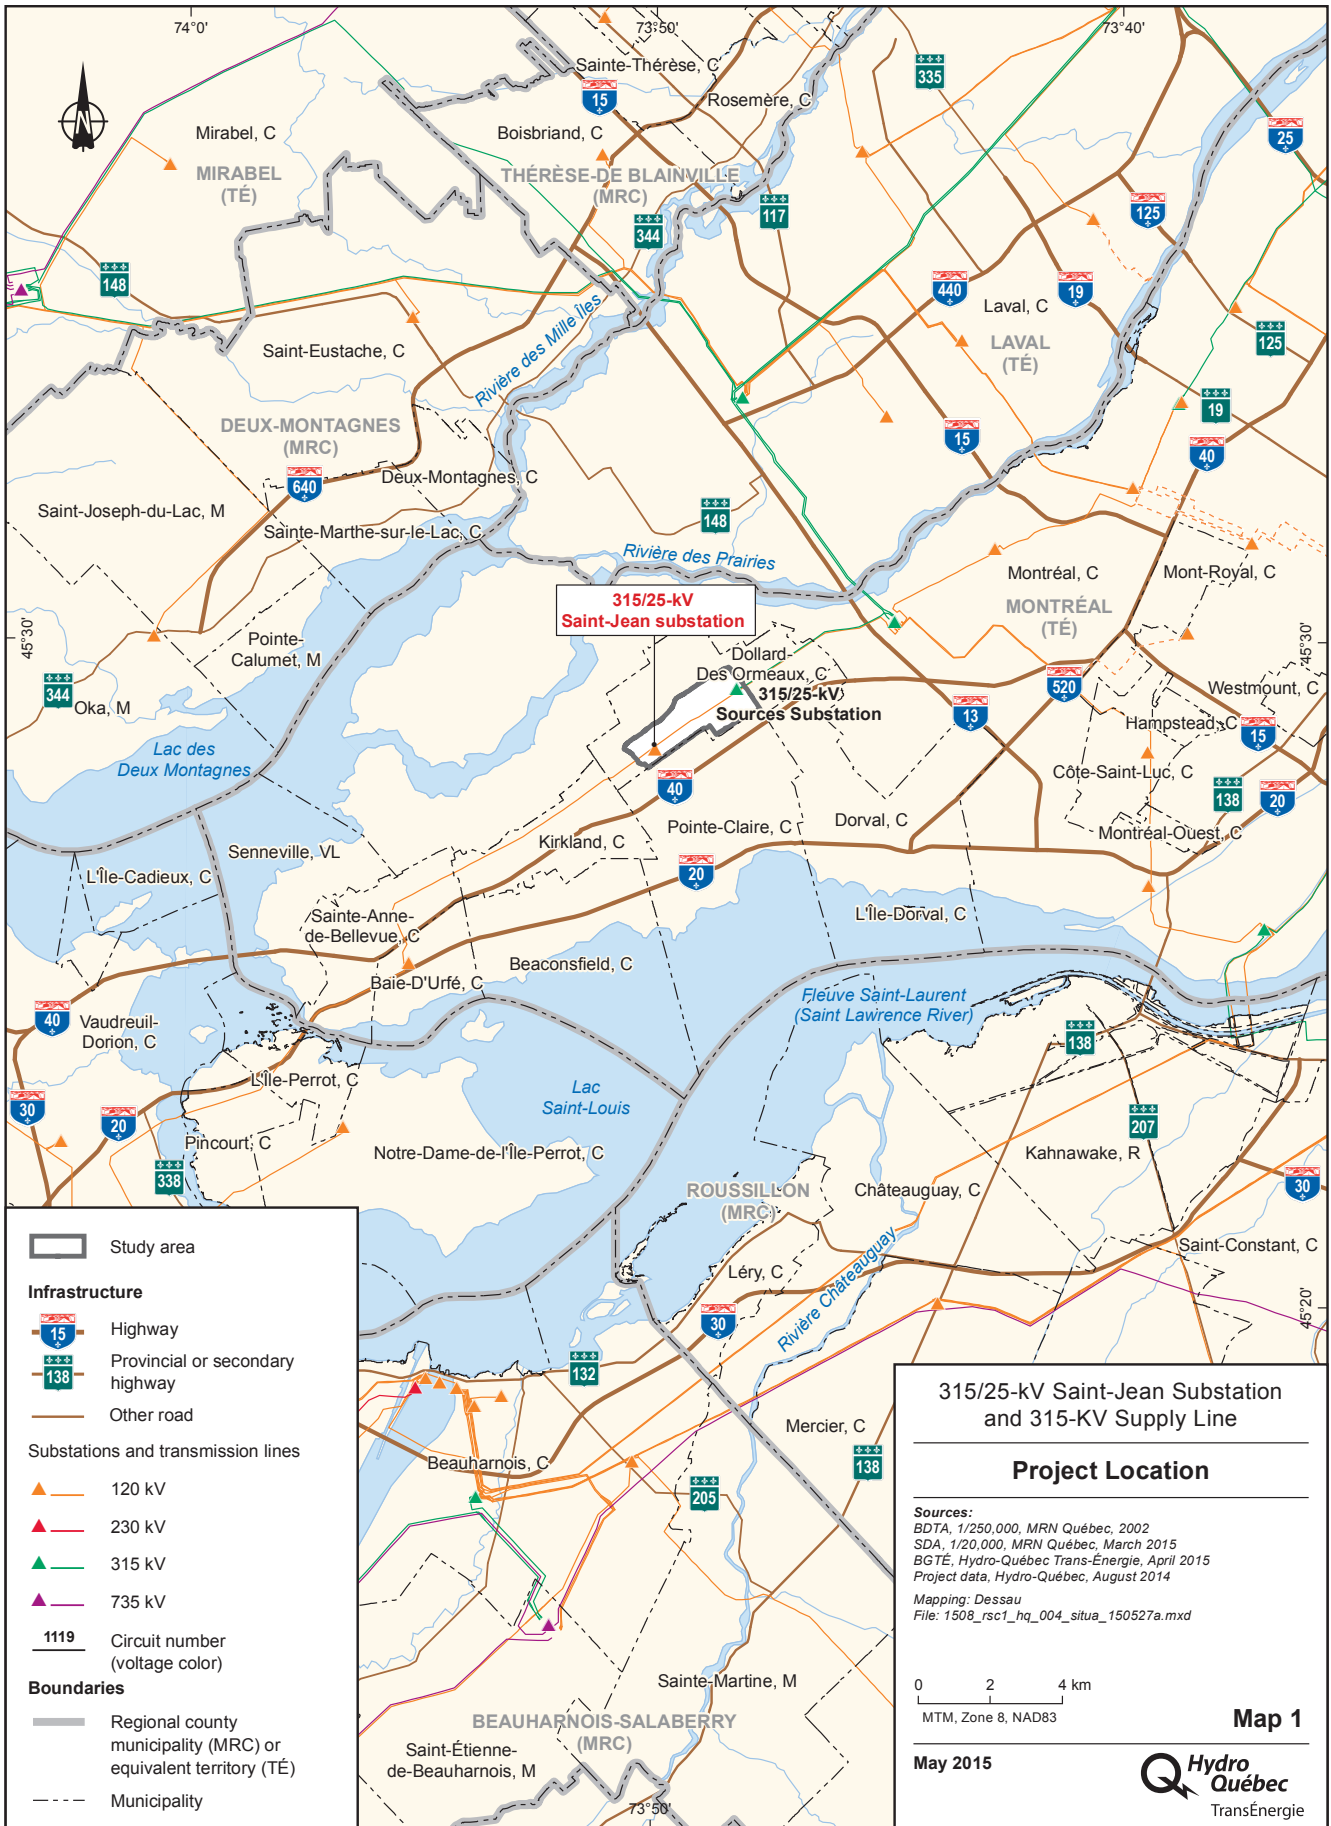 74°0'
73°50'
73°40'
Sainte-Thérèse, C
335
15
Rosemère, C
N
Mirabel, C
Boisbriand, C
25
MIRABEL
(TÉ)
THÉRÈSE-DE BLAINVILLE
(MRC)
117
125
344
148
440
19
Laval, C
Rivière des Mille Îles
LAVAL
(TÉ)
125
Saint-Eustache, C
19
DEUX-MONTAGNES
(MRC)
15
40
640
Deux-Montagnes, C
Saint-Joseph-du-Lac, M
148
Sainte-Marthe-sur-le-Lac, C
Rivière des Prairies
Montréal, C
Mont-Royal, C
315/25-kV
Saint-Jean substation
MONTRÉAL
(TÉ)
45°30'
45°30'
Pointe-
Calumet, M
Dollard-
Des Ormeaux, C
344
Oka, M
315/25-kV
Sources Substation
520
Westmount, C
13
Hampstead, C
15
Lac des
Deux Montagnes
40
Côte-Saint-Luc, C
138
20
Senneville, VL
Kirkland, C
Pointe-Claire, C
Dorval, C
Montréal-Ouest, C
L'Île-Cadieux, C
20
Sainte-Anne-
de-Bellevue, C
L'Île-Dorval, C
Beaconsfield, C
Baie-D'Urfé, C
Fleuve Saint-Laurent
(Saint Lawrence River)
40
Vaudreuil-
Dorion, C
138
L'Île-Perrot, C
Lac
Saint-Louis
30
20
207
Pincourt, C
Notre-Dame-de-l'Île-Perrot, C
Kahnawake, R
338
ROUSSILLON
(MRC)
Châteauguay, C
30
Saint-Constant, C
Léry, C
Rivière Châteauguay
30
45°20'
132
Mercier, C
138
Beauharnois, C
205
Sainte-Martine, M
BEAUHARNOIS-SALABERRY
(MRC)
Saint-Étienne-
de-Beauharnois, M
73°50'
Study area
Infrastructure
15
Highway
138
Provincial or secondary
highway
Other road
Substations and transmission lines
120 kV
230 kV
315 kV
735 kV
1119
Circuit number
(voltage color)
Boundaries
Regional county
municipality (MRC) or
equivalent territory (TÉ)
Municipality
315/25-kV Saint-Jean Substation
and 315-KV Supply Line
Project Location
Sources:
BDTA, 1/250,000, MRN Québec, 2002
SDA, 1/20,000, MRN Québec, March 2015
BGTÉ, Hydro-Québec Trans-Énergie, April 2015
Project data, Hydro-Québec, August 2014
Mapping: Dessau
File: 1508_rsc1_hq_004_situa_150527a.mxd
0 2 4 km
MTM, Zone 8, NAD83
Map 1
May 2015
Hydro
Québec
TransÉnergie